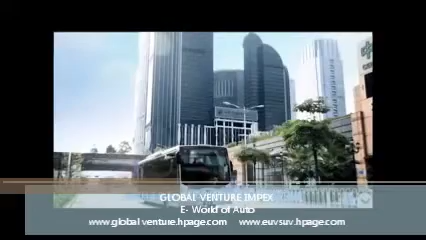 GLOBAL VENTURE IMPEX
E- World of Auto
www.global venture.hpage.com www.euvsuv.hpage.com